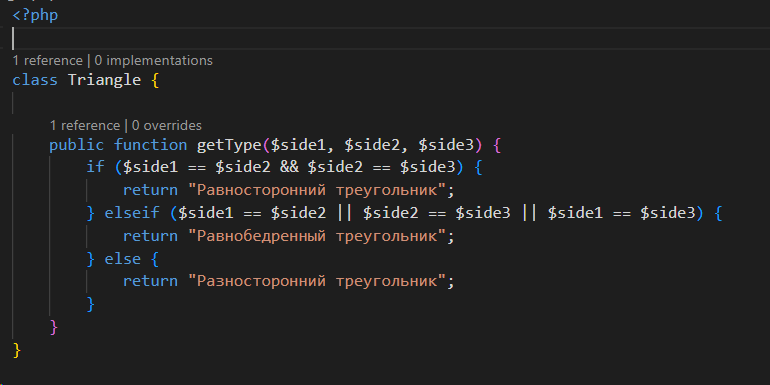 <?php
1 reference | 0 implementations
class Triangle {
1 reference | 0 overrides
public function getType($side1, $side2, $side3) {
if ($side1 == $side2 && $side2 == $side3) {
return "Равносторонний треугольник";
} elseif ($side1 == $side2 || $side2 == $side3 || $side1 == $side3) {
return "Равнобедренный треугольник";
} else {
return "Разносторонний треугольник";
}
}
}